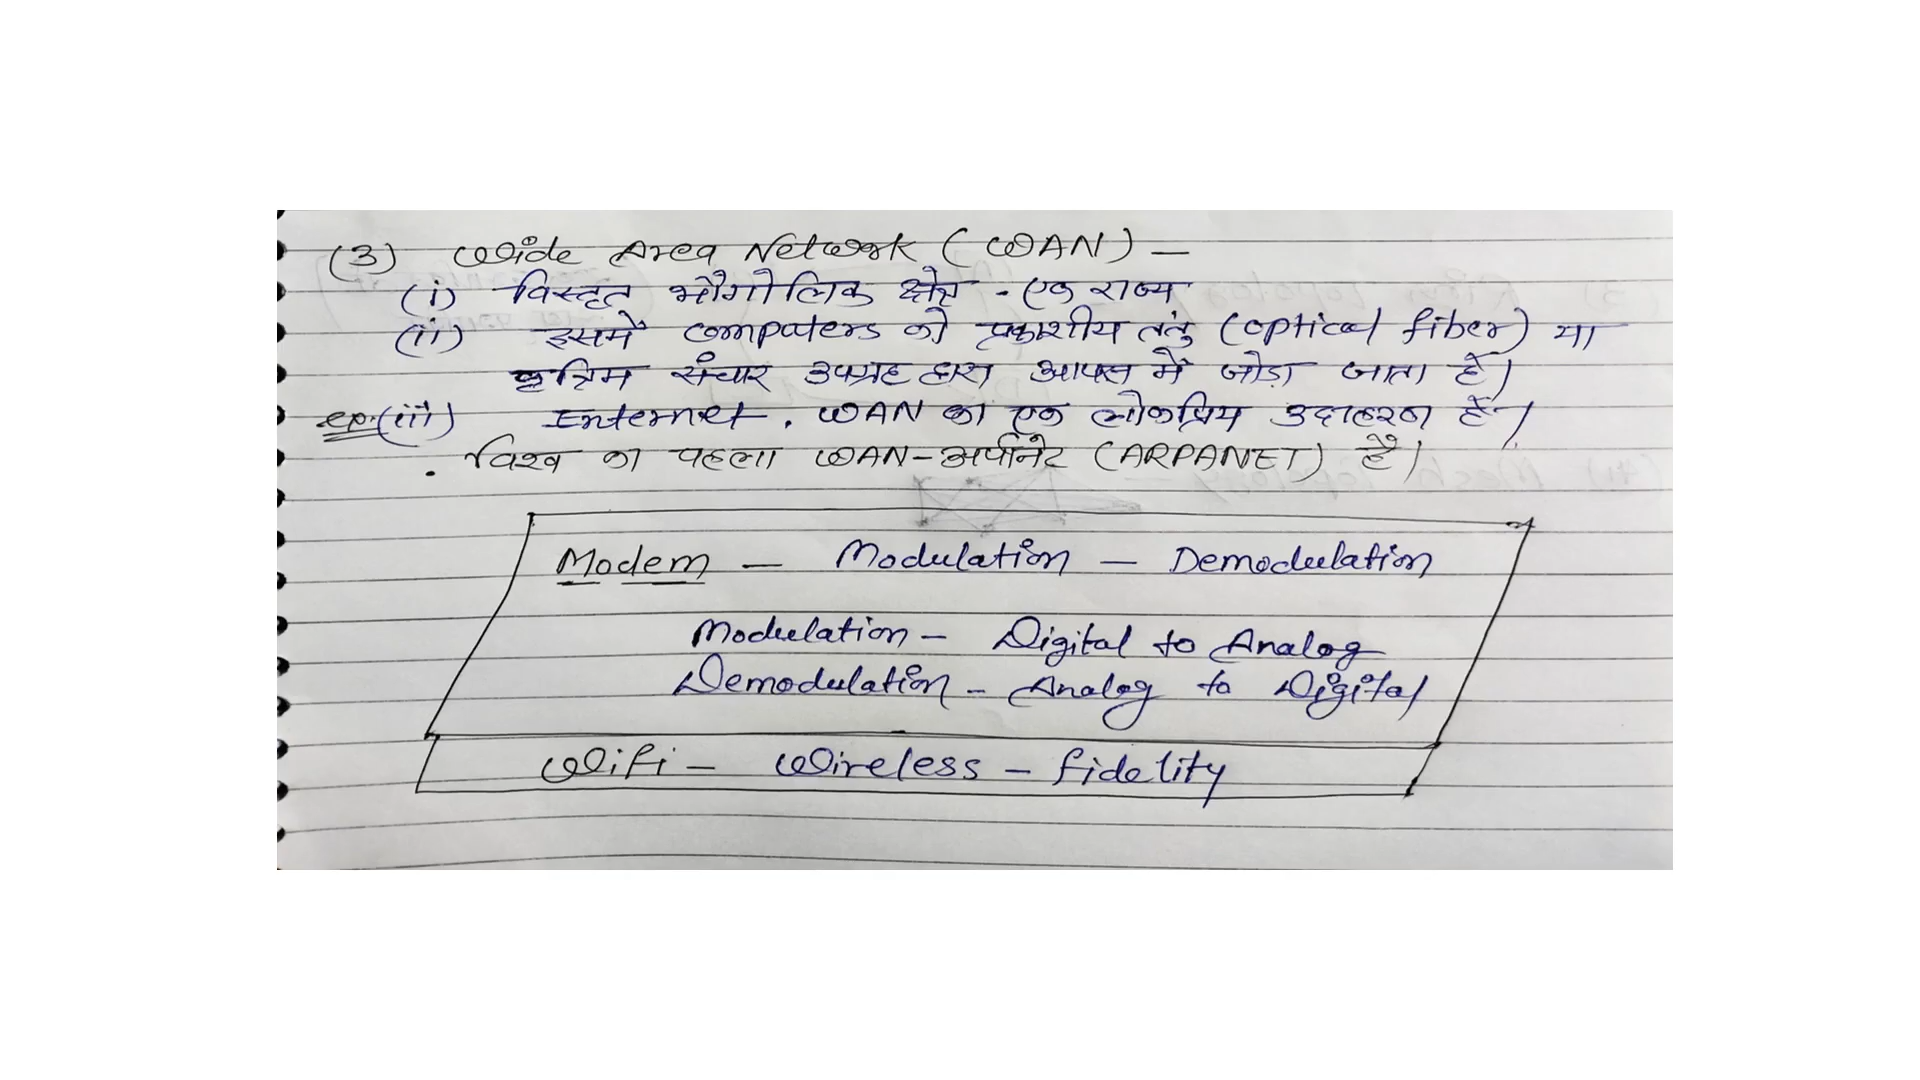 (3) Wide Area Network (WAN) —
(i) विस्तृत भौगोलिक क्षेत्र - एक राज्य
(ii) इसमें computers को प्रकाशीय तंतु (optical fiber) या
कृत्रिम संचार उपग्रह द्वारा आपस में जोड़ा जाता है।
(iii) Internet . WAN का एक लोकप्रिय उदाहरण है।
. विश्व का पहला WAN-अर्पानेट (ARPANET) है।
Modem — Modulation — Demodulation
Modulation - Digital to Analog
Demodulation - Analog to Digital
Wifi - Wireless - fidelity